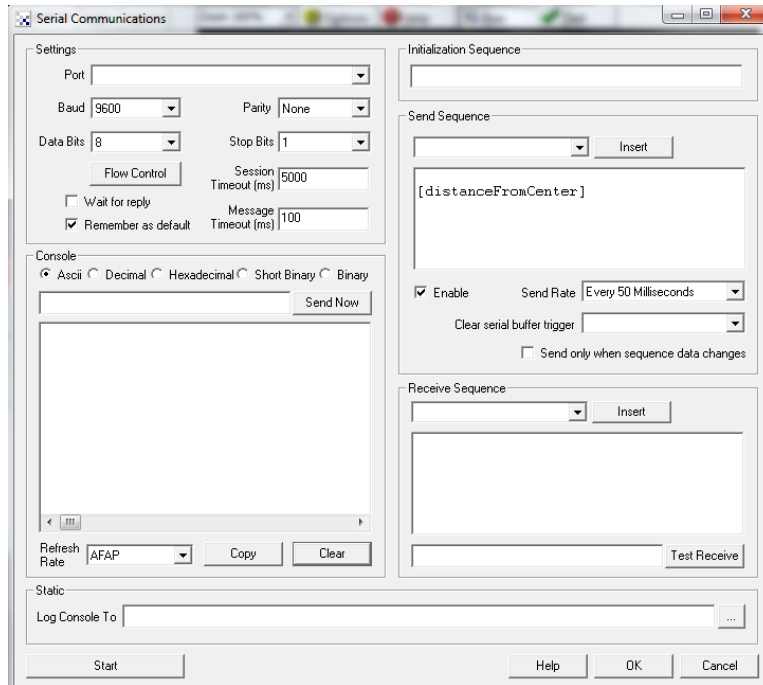 Serial Communications
Settings
Port
Baud 9600
Parity None
Data Bits 8
Stop Bits 1
Flow Control
Session Timeout (ms) 5000
Wait for reply
Remember as default
Message Timeout (ms) 100
Console
Ascii Decimal Hexadecimal Short Binary Binary
Send Now
Refresh Rate AFAP
Copy
Clear
Initialization Sequence
Send Sequence
Insert
[distanceFromCenter]
Enable
Send Rate Every 50 Milliseconds
Clear serial buffer trigger
Send only when sequence data changes
Receive Sequence
Insert
Test Receive
Static
Log Console To
...
Start
Help
OK
Cancel